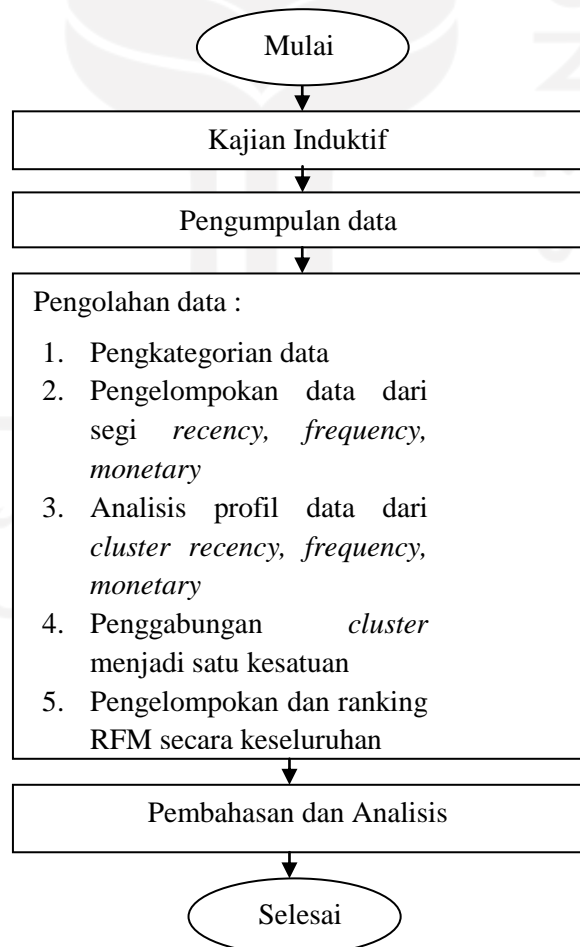 Mulai
Kajian Induktif
Pengumpulan data
Pengolahan data :
1. Pengkategorian data
2. Pengelompokan data dari
segi recency, frequency,
monetary
3. Analisis profil data dari
cluster recency, frequency,
monetary
4. Penggabungan cluster
menjadi satu kesatuan
5. Pengelompokan dan ranking
RFM secara keseluruhan
Pembahasan dan Analisis
Selesai